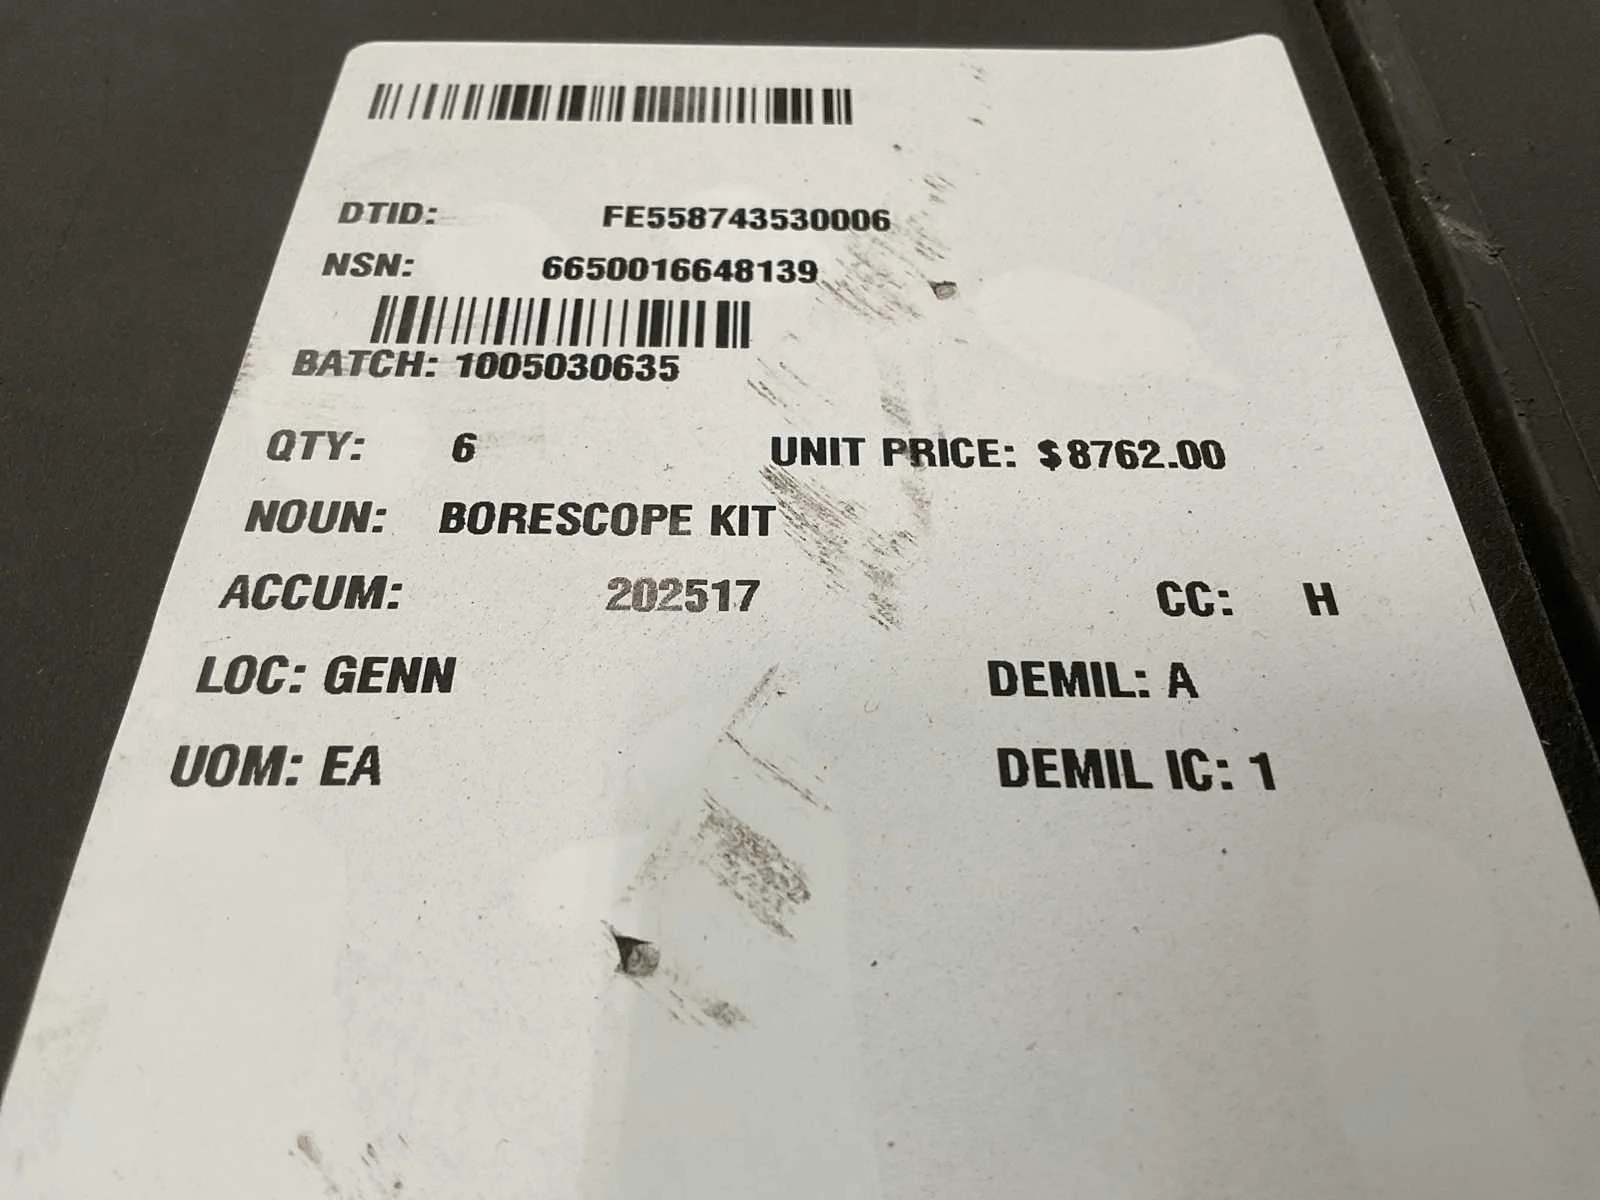 DTID: FE558743530006
NSN: 6650016648139
BATCH: 1005030635
QTY: 6 UNIT PRICE: $8762.00
NOUN: BORESCOPE KIT
ACCUM: 202517 CC: H
LOC: GENN DEMIL: A
UOM: EA DEMIL IC: 1